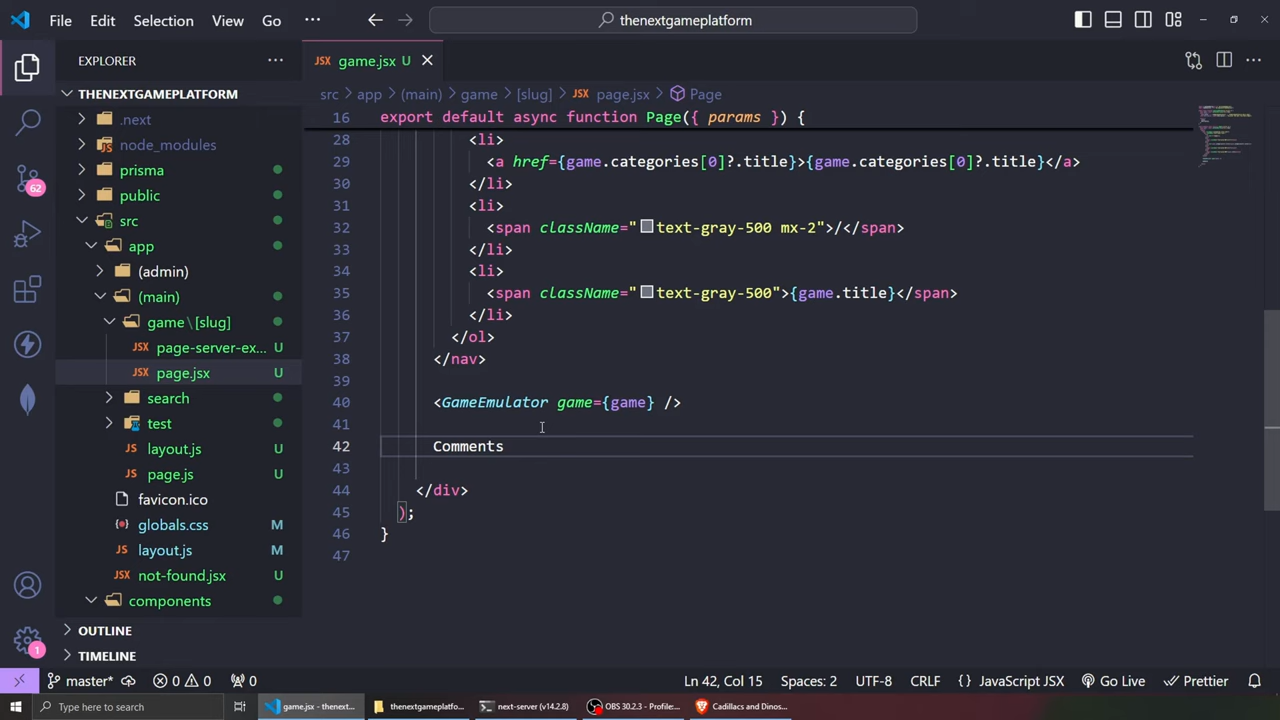 File Edit Selection View Go ··· thenextgameplatform
EXPLORER
THENEXTGAMEPLATFORM
.next
node_modules
prisma
public
src
app
(admin)
(main)
game\[slug]
page-server-ex... U
page.jsx U
search
test
layout.js U
page.js U
favicon.ico
globals.css M
layout.js M
not-found.jsx U
components
OUTLINE
TIMELINE
62
1
JSX game.jsx U
src > app > (main) > game > [slug] > JSX page.jsx > Page
16 export default async function Page({ params }) {
28 <li>
29 <a href={game.categories[0]?.title}>{game.categories[0]?.title}</a>
30 </li>
31 <li>
32 <span className="text-gray-500 mx-2">/</span>
33 </li>
34 <li>
35 <span className="text-gray-500">{game.title}</span>
36 </li>
37 </ol>
38 </nav>
39
40 <GameEmulator game={game} />
41
42 Comments
43
44 </div>
45 );
46 }
47
master* 0 0 0 Ln 42, Col 15 Spaces: 2 UTF-8 CRLF {} JavaScript JSX Go Live Prettier
Type here to search game.jsx - thenext... thenextgameplatfo... next-server (v14.2.8) OBS 30.2.3 - Profile:... Cadillacs and Dinos...